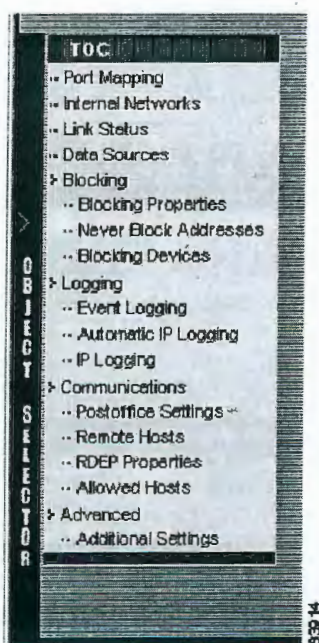 TOC
Port Mapping
Internal Networks
Link Status
Data Sources
Blocking
Blocking Properties
Never Block Addresses
Blocking Devices
Logging
Event Logging
Automatic IP Logging
IP Logging
Communications
Postoffice Settings
Remote Hosts
RDEP Properties
Allowed Hosts
Advanced
Additional Settings
OBJECT SELECTOR